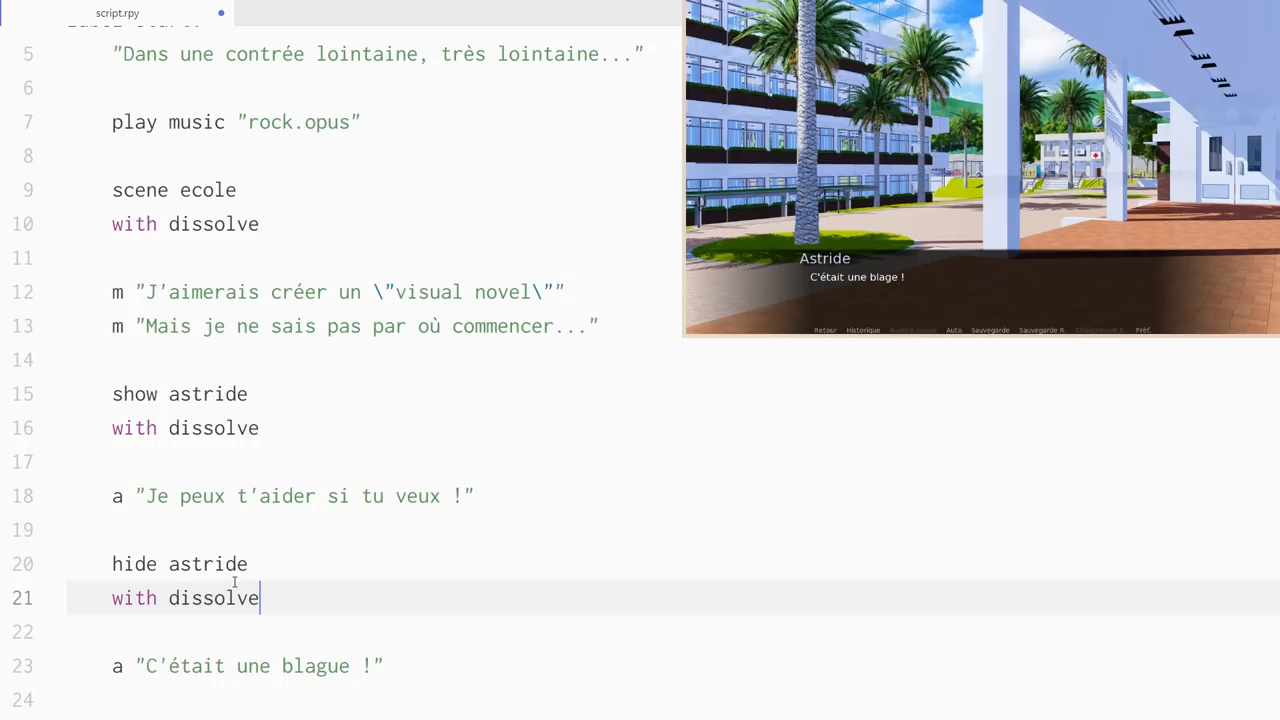 script.rpy
5 "Dans une contrée lointaine, très lointaine..."
6
7 play music "rock.opus"
8
9 scene ecole
10 with dissolve
11
12 m "J'aimerais créer un \"visual novel\""
13 m "Mais je ne sais pas par où commencer..."
14
15 show astride
16 with dissolve
17
18 a "Je peux t'aider si tu veux !"
19
20 hide astride
21 with dissolve
22
23 a "C'était une blague !"
24
Astride
C'était une blage !
Retour Historique Auto Sauvegarde Sauvegarde R. Préf.